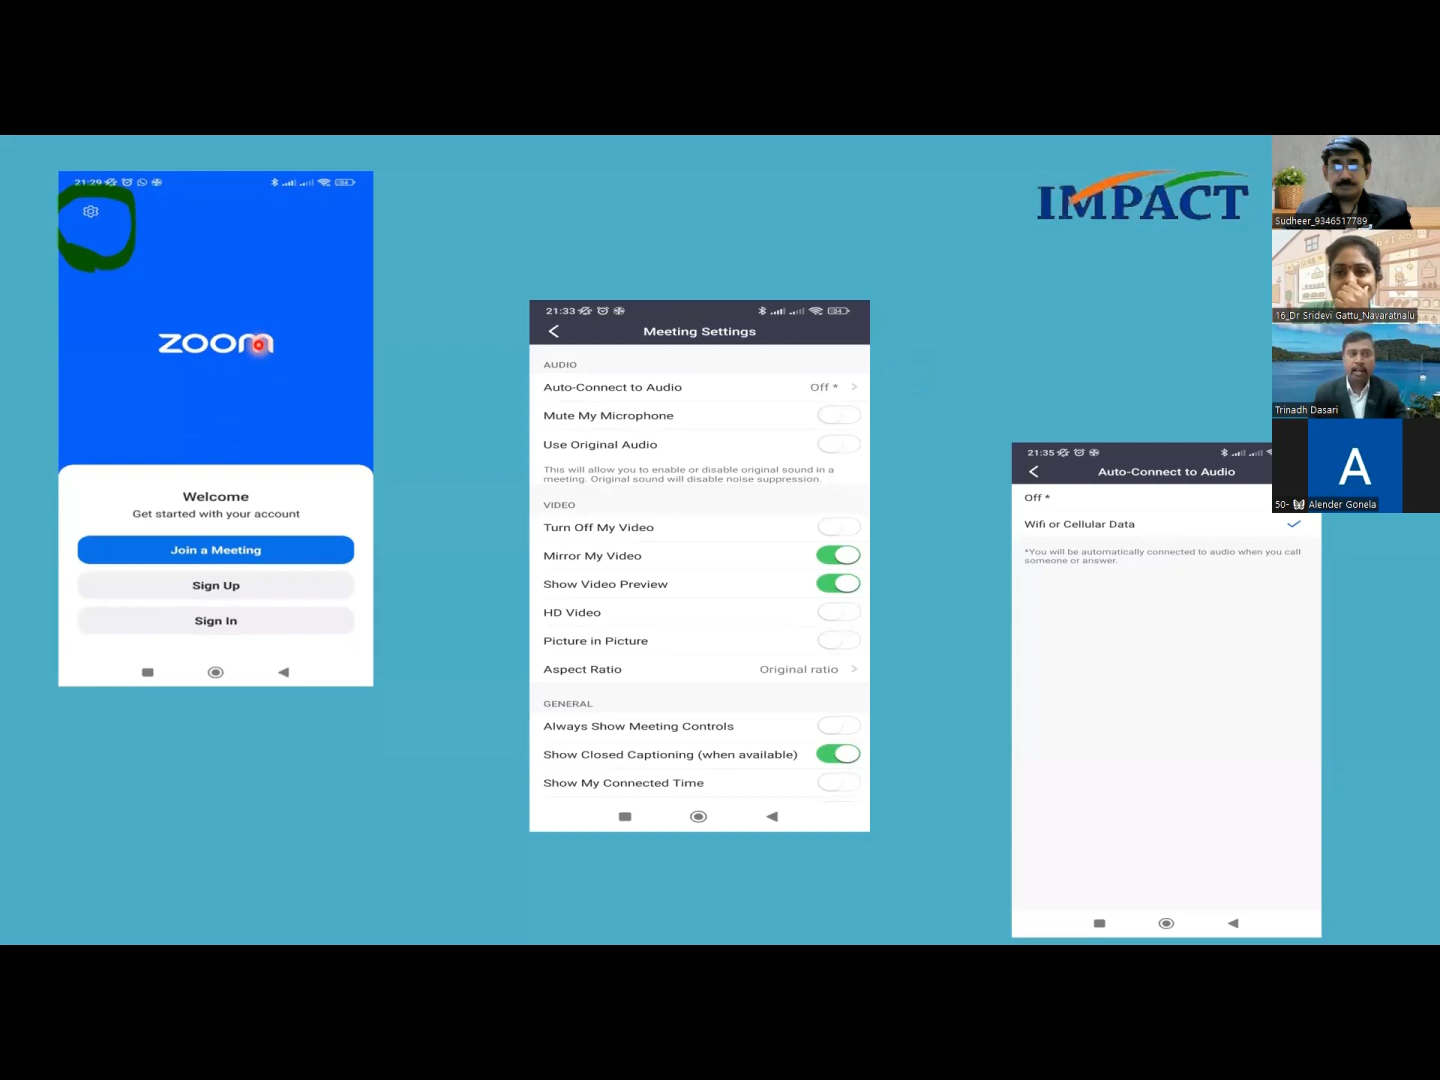 21:29
ZOOM
Welcome
Get started with your account
Join a Meeting
Sign Up
Sign In
21:33
Meeting Settings
AUDIO
Auto-Connect to Audio Off *
Mute My Microphone
Use Original Audio
This will allow you to enable or disable original sound in a
meeting. Original sound will disable noise suppression.
VIDEO
Turn Off My Video
Mirror My Video
Show Video Preview
HD Video
Picture in Picture
Aspect Ratio Original ratio
GENERAL
Always Show Meeting Controls
Show Closed Captioning (when available)
Show My Connected Time
IMPACT
21:35
Auto-Connect to Audio
Off *
Wifi or Cellular Data
*You will be automatically connected to audio when you call
someone or answer.
Sudheer_9346517789
16_Dr Sridevi Gattu_Navaratnalu
Trinadh Dasari
A
50- Alender Gonela